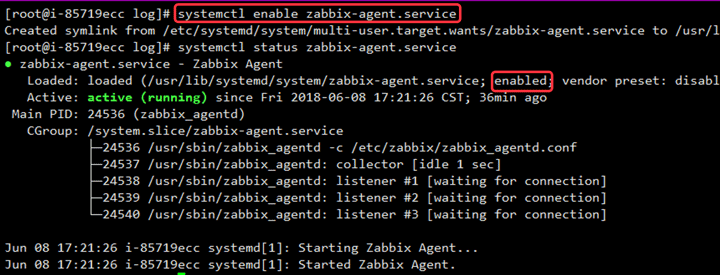 [root@i-85719ecc log]# systemctl enable zabbix-agent.service
Created symlink from /etc/systemd/system/multi-user.target.wants/zabbix-agent.service to /usr/l
[root@i-85719ecc log]# systemctl status zabbix-agent.service
● zabbix-agent.service - Zabbix Agent
Loaded: loaded (/usr/lib/systemd/system/zabbix-agent.service; enabled; vendor preset: disabl
Active: active (running) since Fri 2018-06-08 17:21:26 CST; 36min ago
Main PID: 24536 (zabbix_agentd)
CGroup: /system.slice/zabbix-agent.service
├─24536 /usr/sbin/zabbix_agentd -c /etc/zabbix/zabbix_agentd.conf
├─24537 /usr/sbin/zabbix_agentd: collector [idle 1 sec]
├─24538 /usr/sbin/zabbix_agentd: listener #1 [waiting for connection]
├─24539 /usr/sbin/zabbix_agentd: listener #2 [waiting for connection]
└─24540 /usr/sbin/zabbix_agentd: listener #3 [waiting for connection]
Jun 08 17:21:26 i-85719ecc systemd[1]: Starting Zabbix Agent...
Jun 08 17:21:26 i-85719ecc systemd[1]: Started Zabbix Agent.